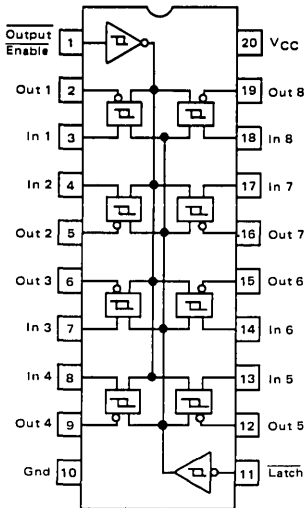 Output
Enable
1
20
VCC
Out 1
2
19
Out 8
In 1
3
18
In 8
In 2
4
17
In 7
Out 2
5
16
Out 7
Out 3
6
15
Out 6
In 3
7
14
In 6
In 4
8
13
In 5
Out 4
9
12
Out 5
Gnd
10
11
Latch